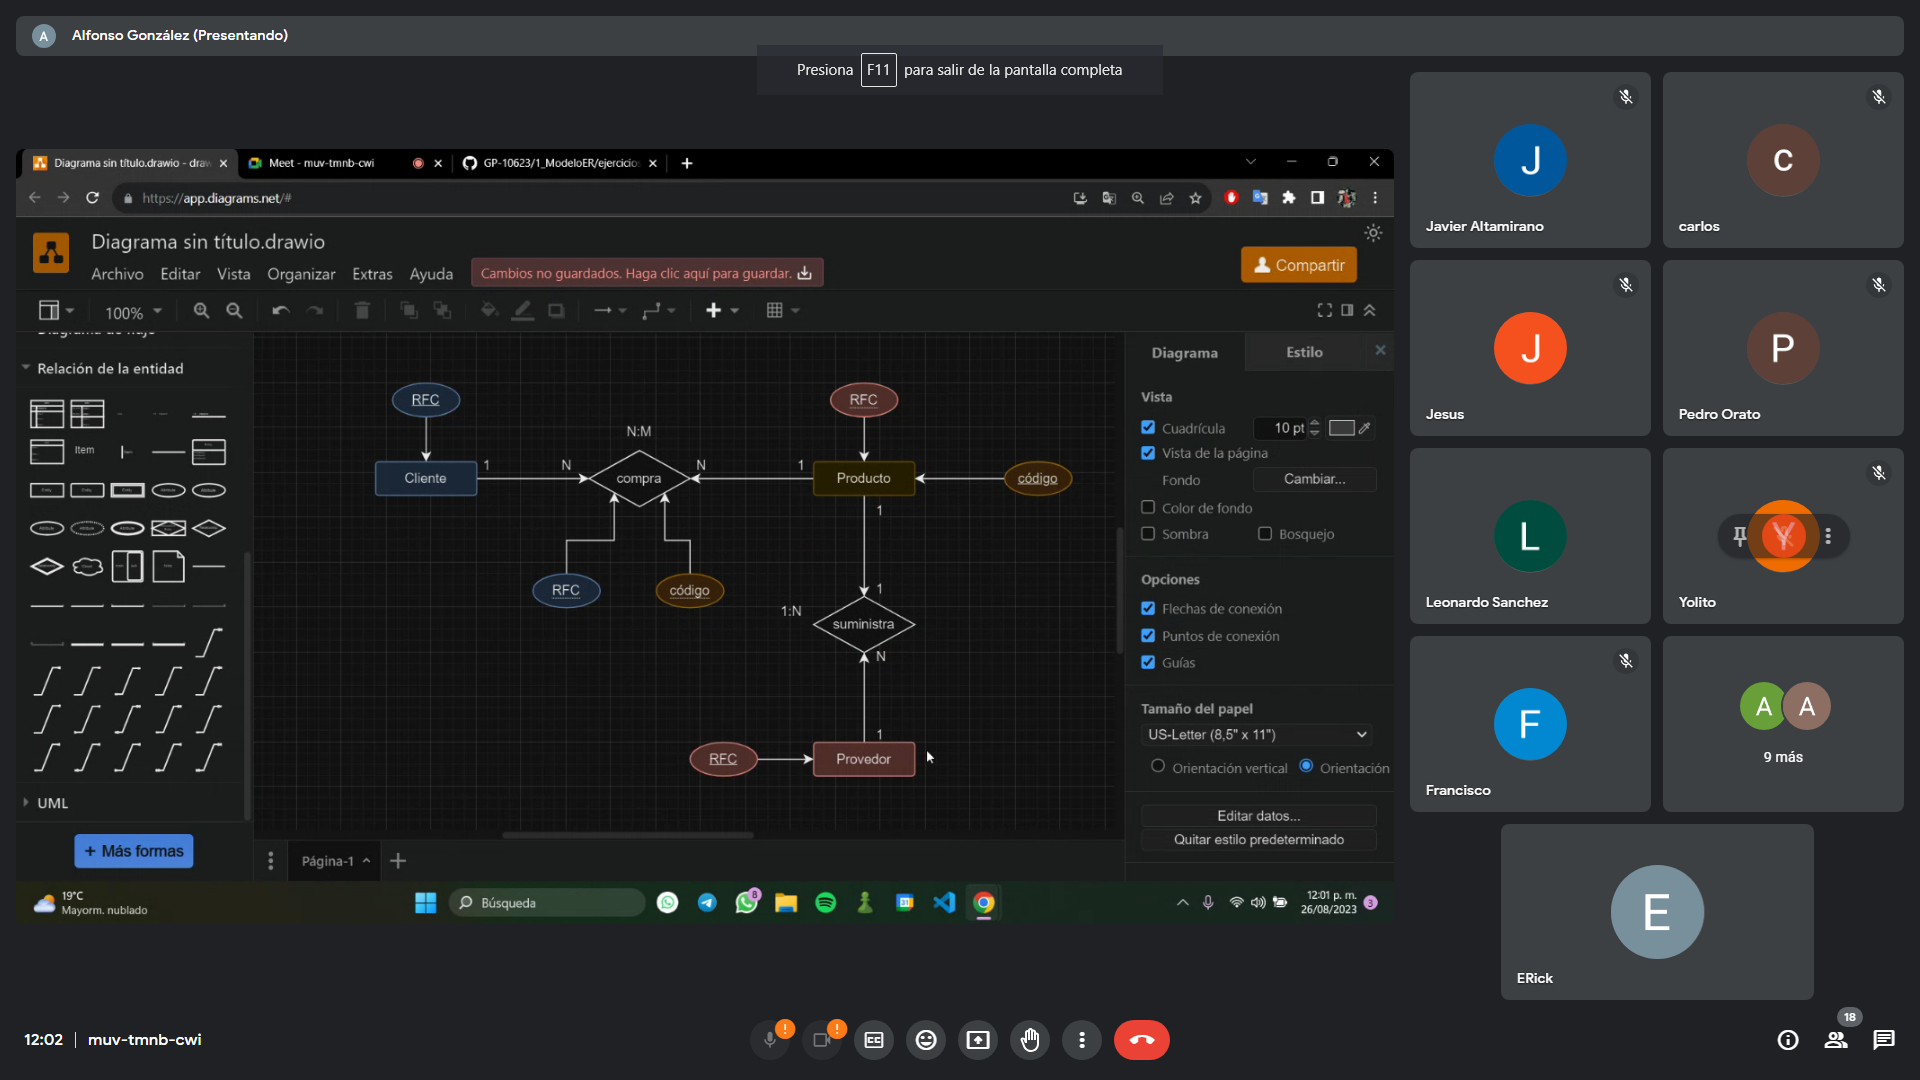 A Alfonso González (Presentando)
Presiona F11 para salir de la pantalla completa
Diagrama sin título.drawio - draw
Meet - muv-tmnb-cwi
GP-10623/1_ModeloER/ejercicio
https://app.diagrams.net/#
Diagrama sin título.drawio
Archivo Editar Vista Organizar Extras Ayuda
Cambios no guardados. Haga clic aquí para guardar.
Compartir
100%
Relación de la entidad
Item
UML
+ Más formas
RFC
RFC
N:M
Cliente
1
N
compra
N
1
Producto
código
1
RFC
código
1
1:N
suministra
N
1
RFC
Provedor
Página-1
Diagrama
Estilo
Vista
Cuadrícula
10 pt
Vista de la página
Fondo
Cambiar...
Color de fondo
Sombra
Bosquejo
Opciones
Flechas de conexión
Puntos de conexión
Guías
Tamaño del papel
US-Letter (8,5" x 11")
Orientación vertical
Orientación
Editar datos...
Quitar estilo predeterminado
19°C
Mayorm. nublado
Búsqueda
8
12:01 p. m.
26/08/2023
3
J
Javier Altamirano
C
carlos
J
Jesus
P
Pedro Orato
L
Leonardo Sanchez
Y
Yolito
F
Francisco
A A
9 más
E
ERick
12:02 | muv-tmnb-cwi
18